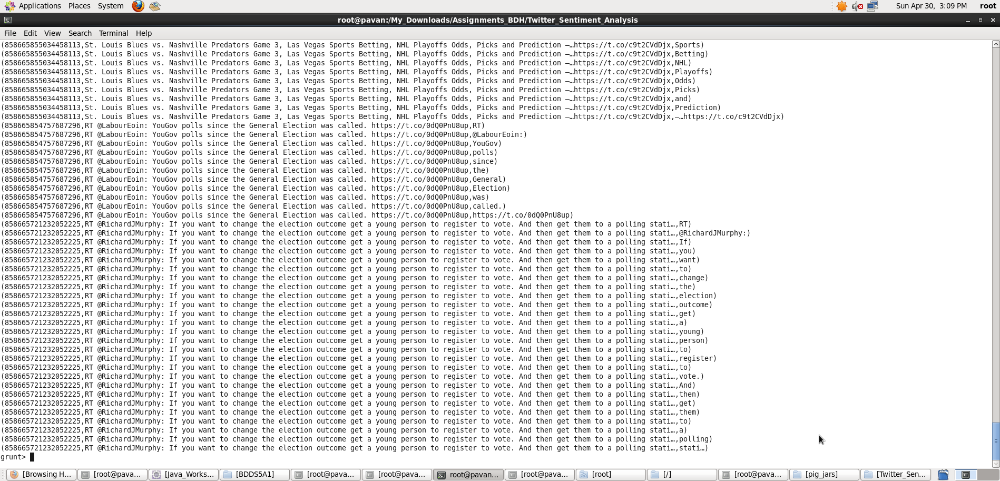 Applications Places System Sun Apr 30, 3:09 PM root
root@pavan:/My_Downloads/Assignments_BDH/Twitter_Sentiment_Analysis
File Edit View Search Terminal Help
(858665855034458113,St. Louis Blues vs. Nashville Predators Game 3, Las Vegas Sports Betting, NHL Playoffs Odds, Picks and Prediction –…https://t.co/c9t2CVdDjx,Sports)
(858665855034458113,St. Louis Blues vs. Nashville Predators Game 3, Las Vegas Sports Betting, NHL Playoffs Odds, Picks and Prediction –…https://t.co/c9t2CVdDjx,Betting)
(858665855034458113,St. Louis Blues vs. Nashville Predators Game 3, Las Vegas Sports Betting, NHL Playoffs Odds, Picks and Prediction –…https://t.co/c9t2CVdDjx,NHL)
(858665855034458113,St. Louis Blues vs. Nashville Predators Game 3, Las Vegas Sports Betting, NHL Playoffs Odds, Picks and Prediction –…https://t.co/c9t2CVdDjx,Playoffs)
(858665855034458113,St. Louis Blues vs. Nashville Predators Game 3, Las Vegas Sports Betting, NHL Playoffs Odds, Picks and Prediction –…https://t.co/c9t2CVdDjx,Odds)
(858665855034458113,St. Louis Blues vs. Nashville Predators Game 3, Las Vegas Sports Betting, NHL Playoffs Odds, Picks and Prediction –…https://t.co/c9t2CVdDjx,Picks)
(858665855034458113,St. Louis Blues vs. Nashville Predators Game 3, Las Vegas Sports Betting, NHL Playoffs Odds, Picks and Prediction –…https://t.co/c9t2CVdDjx,and)
(858665855034458113,St. Louis Blues vs. Nashville Predators Game 3, Las Vegas Sports Betting, NHL Playoffs Odds, Picks and Prediction –…https://t.co/c9t2CVdDjx,Prediction)
(858665855034458113,St. Louis Blues vs. Nashville Predators Game 3, Las Vegas Sports Betting, NHL Playoffs Odds, Picks and Prediction –…https://t.co/c9t2CVdDjx,–…https://t.co/c9t2CVdDjx)
(858665854757687296,RT @LabourEoin: YouGov polls since the General Election was called. https://t.co/0dQ0PnU8up,RT)
(858665854757687296,RT @LabourEoin: YouGov polls since the General Election was called. https://t.co/0dQ0PnU8up,@LabourEoin:)
(858665854757687296,RT @LabourEoin: YouGov polls since the General Election was called. https://t.co/0dQ0PnU8up,YouGov)
(858665854757687296,RT @LabourEoin: YouGov polls since the General Election was called. https://t.co/0dQ0PnU8up,polls)
(858665854757687296,RT @LabourEoin: YouGov polls since the General Election was called. https://t.co/0dQ0PnU8up,since)
(858665854757687296,RT @LabourEoin: YouGov polls since the General Election was called. https://t.co/0dQ0PnU8up,the)
(858665854757687296,RT @LabourEoin: YouGov polls since the General Election was called. https://t.co/0dQ0PnU8up,General)
(858665854757687296,RT @LabourEoin: YouGov polls since the General Election was called. https://t.co/0dQ0PnU8up,Election)
(858665854757687296,RT @LabourEoin: YouGov polls since the General Election was called. https://t.co/0dQ0PnU8up,was)
(858665854757687296,RT @LabourEoin: YouGov polls since the General Election was called. https://t.co/0dQ0PnU8up,called.)
(858665854757687296,RT @LabourEoin: YouGov polls since the General Election was called. https://t.co/0dQ0PnU8up,https://t.co/0dQ0PnU8up)
(858665721232052225,RT @RichardJMurphy: If you want to change the election outcome get a young person to register to vote. And then get them to a polling stati…,RT)
(858665721232052225,RT @RichardJMurphy: If you want to change the election outcome get a young person to register to vote. And then get them to a polling stati…,@RichardJMurphy:)
(858665721232052225,RT @RichardJMurphy: If you want to change the election outcome get a young person to register to vote. And then get them to a polling stati…,If)
(858665721232052225,RT @RichardJMurphy: If you want to change the election outcome get a young person to register to vote. And then get them to a polling stati…,you)
(858665721232052225,RT @RichardJMurphy: If you want to change the election outcome get a young person to register to vote. And then get them to a polling stati…,want)
(858665721232052225,RT @RichardJMurphy: If you want to change the election outcome get a young person to register to vote. And then get them to a polling stati…,to)
(858665721232052225,RT @RichardJMurphy: If you want to change the election outcome get a young person to register to vote. And then get them to a polling stati…,change)
(858665721232052225,RT @RichardJMurphy: If you want to change the election outcome get a young person to register to vote. And then get them to a polling stati…,the)
(858665721232052225,RT @RichardJMurphy: If you want to change the election outcome get a young person to register to vote. And then get them to a polling stati…,election)
(858665721232052225,RT @RichardJMurphy: If you want to change the election outcome get a young person to register to vote. And then get them to a polling stati…,outcome)
(858665721232052225,RT @RichardJMurphy: If you want to change the election outcome get a young person to register to vote. And then get them to a polling stati…,get)
(858665721232052225,RT @RichardJMurphy: If you want to change the election outcome get a young person to register to vote. And then get them to a polling stati…,a)
(858665721232052225,RT @RichardJMurphy: If you want to change the election outcome get a young person to register to vote. And then get them to a polling stati…,young)
(858665721232052225,RT @RichardJMurphy: If you want to change the election outcome get a young person to register to vote. And then get them to a polling stati…,person)
(858665721232052225,RT @RichardJMurphy: If you want to change the election outcome get a young person to register to vote. And then get them to a polling stati…,to)
(858665721232052225,RT @RichardJMurphy: If you want to change the election outcome get a young person to register to vote. And then get them to a polling stati…,register)
(858665721232052225,RT @RichardJMurphy: If you want to change the election outcome get a young person to register to vote. And then get them to a polling stati…,to)
(858665721232052225,RT @RichardJMurphy: If you want to change the election outcome get a young person to register to vote. And then get them to a polling stati…,vote.)
(858665721232052225,RT @RichardJMurphy: If you want to change the election outcome get a young person to register to vote. And then get them to a polling stati…,And)
(858665721232052225,RT @RichardJMurphy: If you want to change the election outcome get a young person to register to vote. And then get them to a polling stati…,then)
(858665721232052225,RT @RichardJMurphy: If you want to change the election outcome get a young person to register to vote. And then get them to a polling stati…,get)
(858665721232052225,RT @RichardJMurphy: If you want to change the election outcome get a young person to register to vote. And then get them to a polling stati…,them)
(858665721232052225,RT @RichardJMurphy: If you want to change the election outcome get a young person to register to vote. And then get them to a polling stati…,to)
(858665721232052225,RT @RichardJMurphy: If you want to change the election outcome get a young person to register to vote. And then get them to a polling stati…,a)
(858665721232052225,RT @RichardJMurphy: If you want to change the election outcome get a young person to register to vote. And then get them to a polling stati…,polling)
(858665721232052225,RT @RichardJMurphy: If you want to change the election outcome get a young person to register to vote. And then get them to a polling stati…,stati…)
grunt>
[Browsing H... [root@pava... [Java_Works... [BDDS5A1] [root@pava... [root@pava... root@pavan... [root@pava... [root] [/] [root@pava... [pig_jars] [Twitter_Sen...